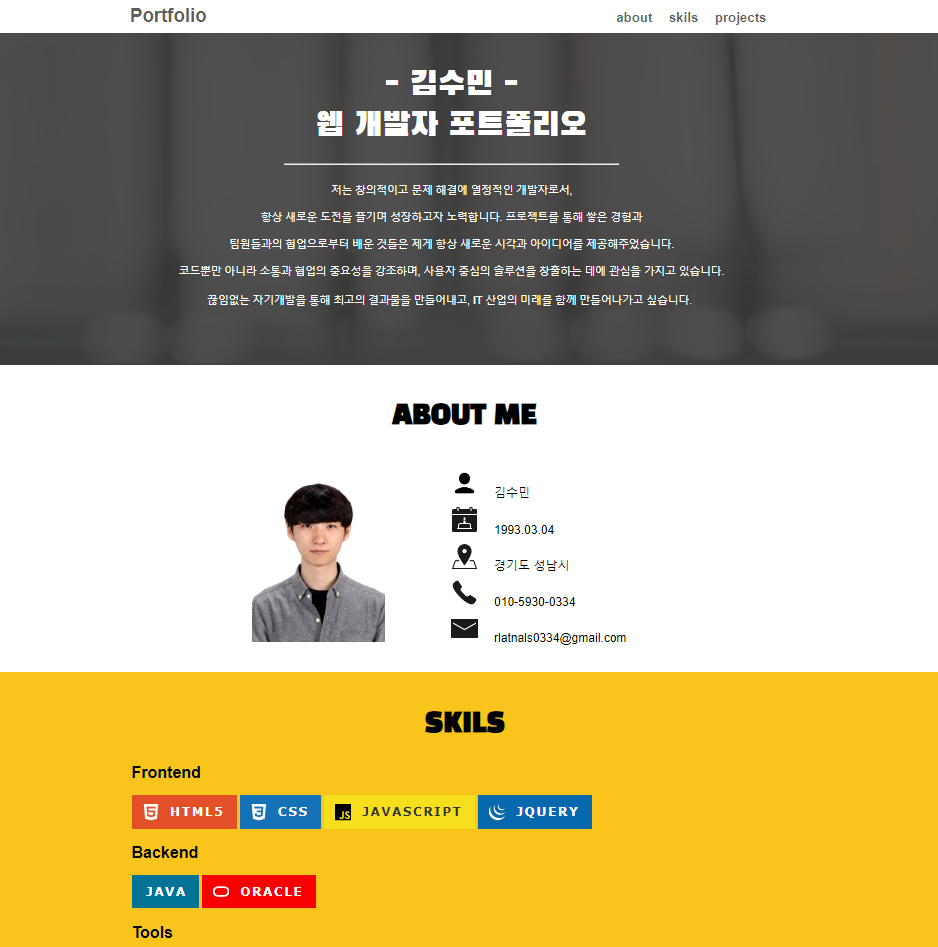 Portfolio
about skils projects
- 김수민 -
웹 개발자 포트폴리오
저는 창의적이고 문제 해결에 열정적인 개발자로서,
항상 새로운 도전을 즐기며 성장하고자 노력합니다. 프로젝트를 통해 쌓은 경험과
팀원들과의 협업으로부터 배운 것들은 제게 항상 새로운 시각과 아이디어를 제공해주었습니다.
코드뿐만 아니라 소통과 협업의 중요성을 강조하며, 사용자 중심의 솔루션을 창출하는 데에 관심을 가지고 있습니다.
끊임없는 자기개발을 통해 최고의 결과물을 만들어내고, IT 산업의 미래를 함께 만들어나가고 싶습니다.
ABOUT ME
김수민
1993.03.04
경기도 성남시
010-5930-0334
rlatnals0334@gmail.com
SKILS
Frontend
HTML5 CSS JS JAVASCRIPT JQUERY
Backend
JAVA ORACLE
Tools